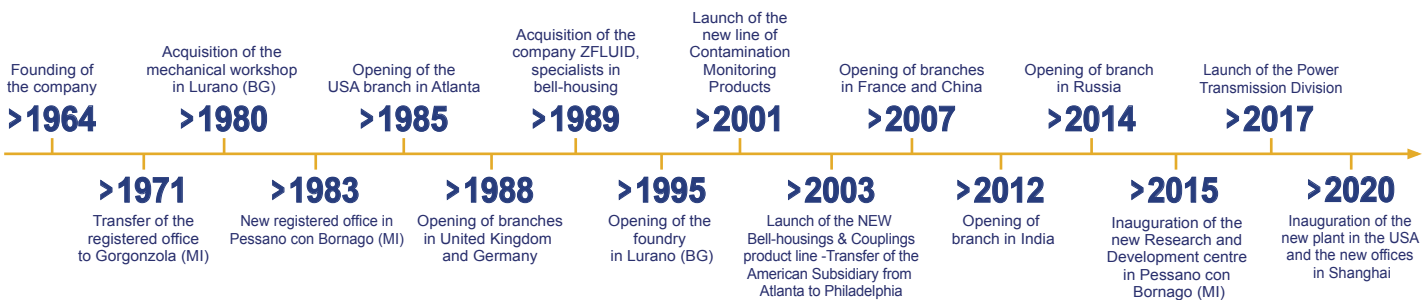 Founding of
the company
>1964
>1971
Transfer of the
registered office
to Gorgonzola (MI)
Acquisition of the
mechanical workshop
in Lurano (BG)
>1980
>1983
New registered office in
Pessano con Bornago (MI)
Opening of the
USA branch in Atlanta
>1985
>1988
Opening of branches
in United Kingdom
and Germany
Acquisition of the
company ZFLUID,
specialists in
bell-housing
>1989
>1995
Opening of the
foundry
in Lurano (BG)
Launch of the
new line of
Contamination
Monitoring
Products
>2001
>2003
Launch of the NEW
Bell-housings & Couplings
product line -Transfer of the
American Subsidiary from
Atlanta to Philadelphia
Opening of branches
in France and China
>2007
>2012
Opening of
branch in India
Opening of branch
in Russia
>2014
>2015
Inauguration of the
new Research and
Development centre
in Pessano con
Bornago (MI)
Launch of the Power
Transmission Division
>2017
>2020
Inauguration of the
new plant in the USA
and the new offices
in Shanghai